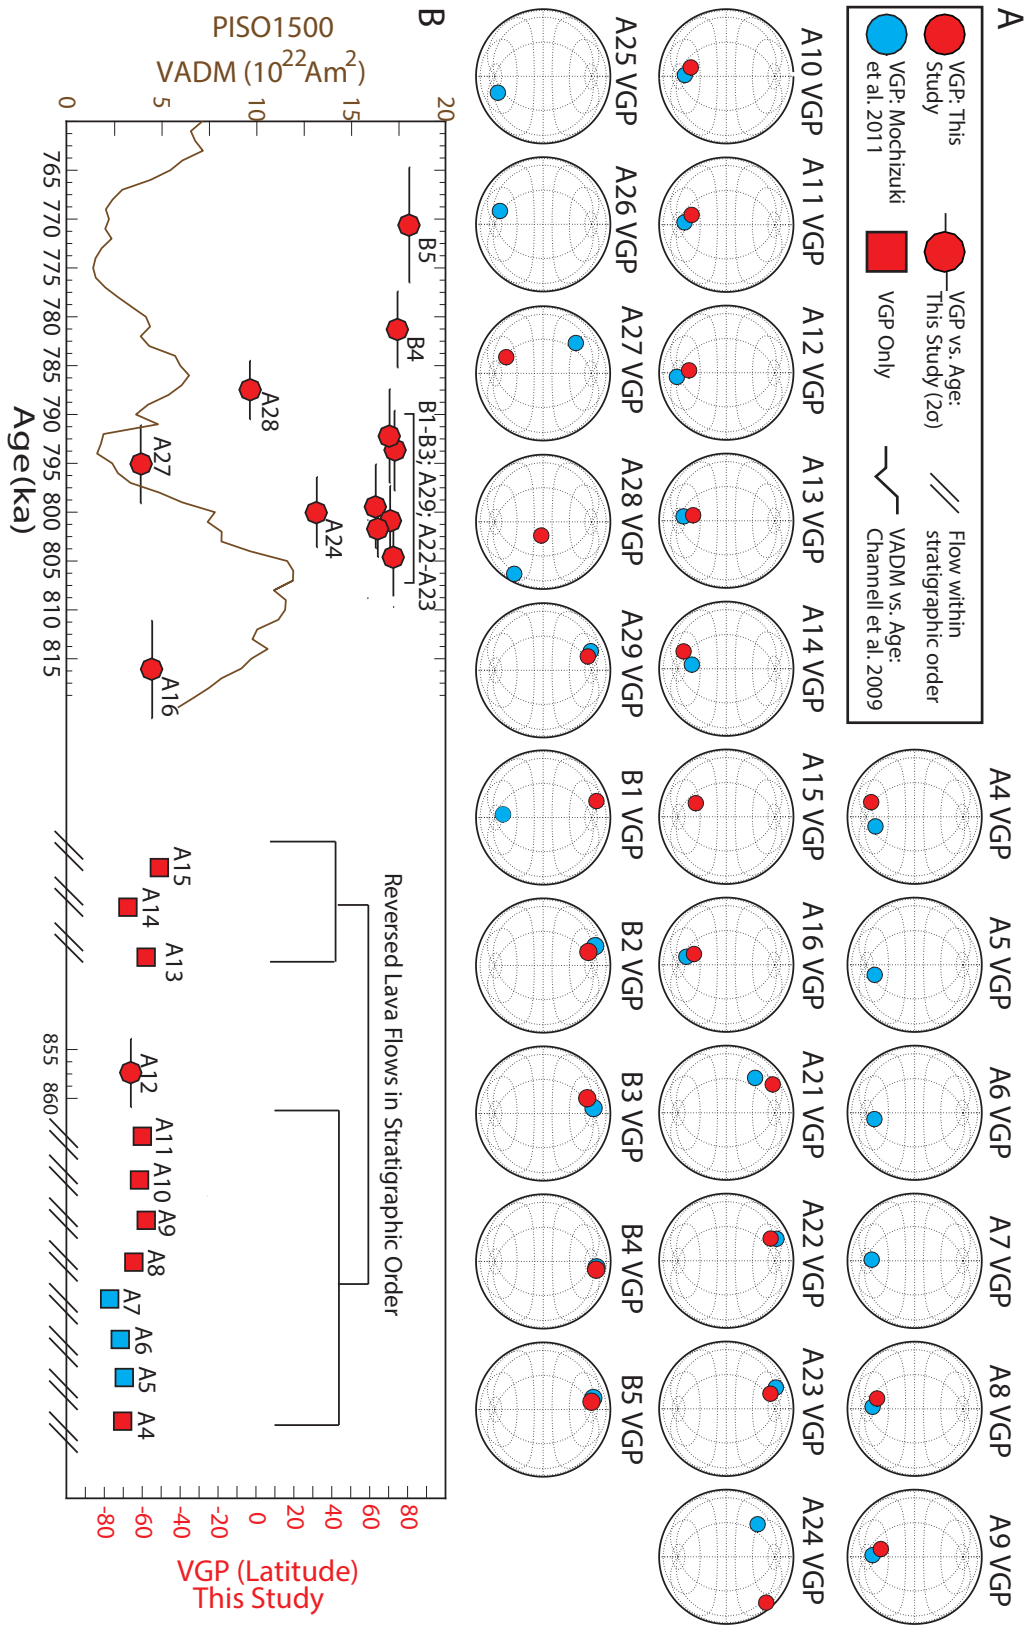 A
VGP: This
Study
VGP vs. Age:
This Study (2σ)
Flow within
stratigraphic order
VGP: Mochizuki
et al. 2011
VGP Only
VADM vs. Age:
Channell et al. 2009
A4 VGP
A5 VGP
A6 VGP
A7 VGP
A8 VGP
A9 VGP
A10 VGP
A11 VGP
A12 VGP
A13 VGP
A14 VGP
A15 VGP
A16 VGP
A21 VGP
A22 VGP
A23 VGP
A24 VGP
A25 VGP
A26 VGP
A27 VGP
A28 VGP
A29 VGP
B1 VGP
B2 VGP
B3 VGP
B4 VGP
B5 VGP
B
PISO1500
VADM (10²²Am²)
20
15
10
5
0
B5
B4
B1-B3; A29; A22-A23
A28
A24
A27
A16
Reversed Lava Flows in Stratigraphic Order
A15
A14
A13
A12
A11
A10
A9
A8
A7
A6
A5
A4
80
60
40
20
0
-20
-40
-60
-80
VGP (Latitude)
This Study
765
770
775
780
785
790
795
800
805
810
815
855
860
Age(ka)